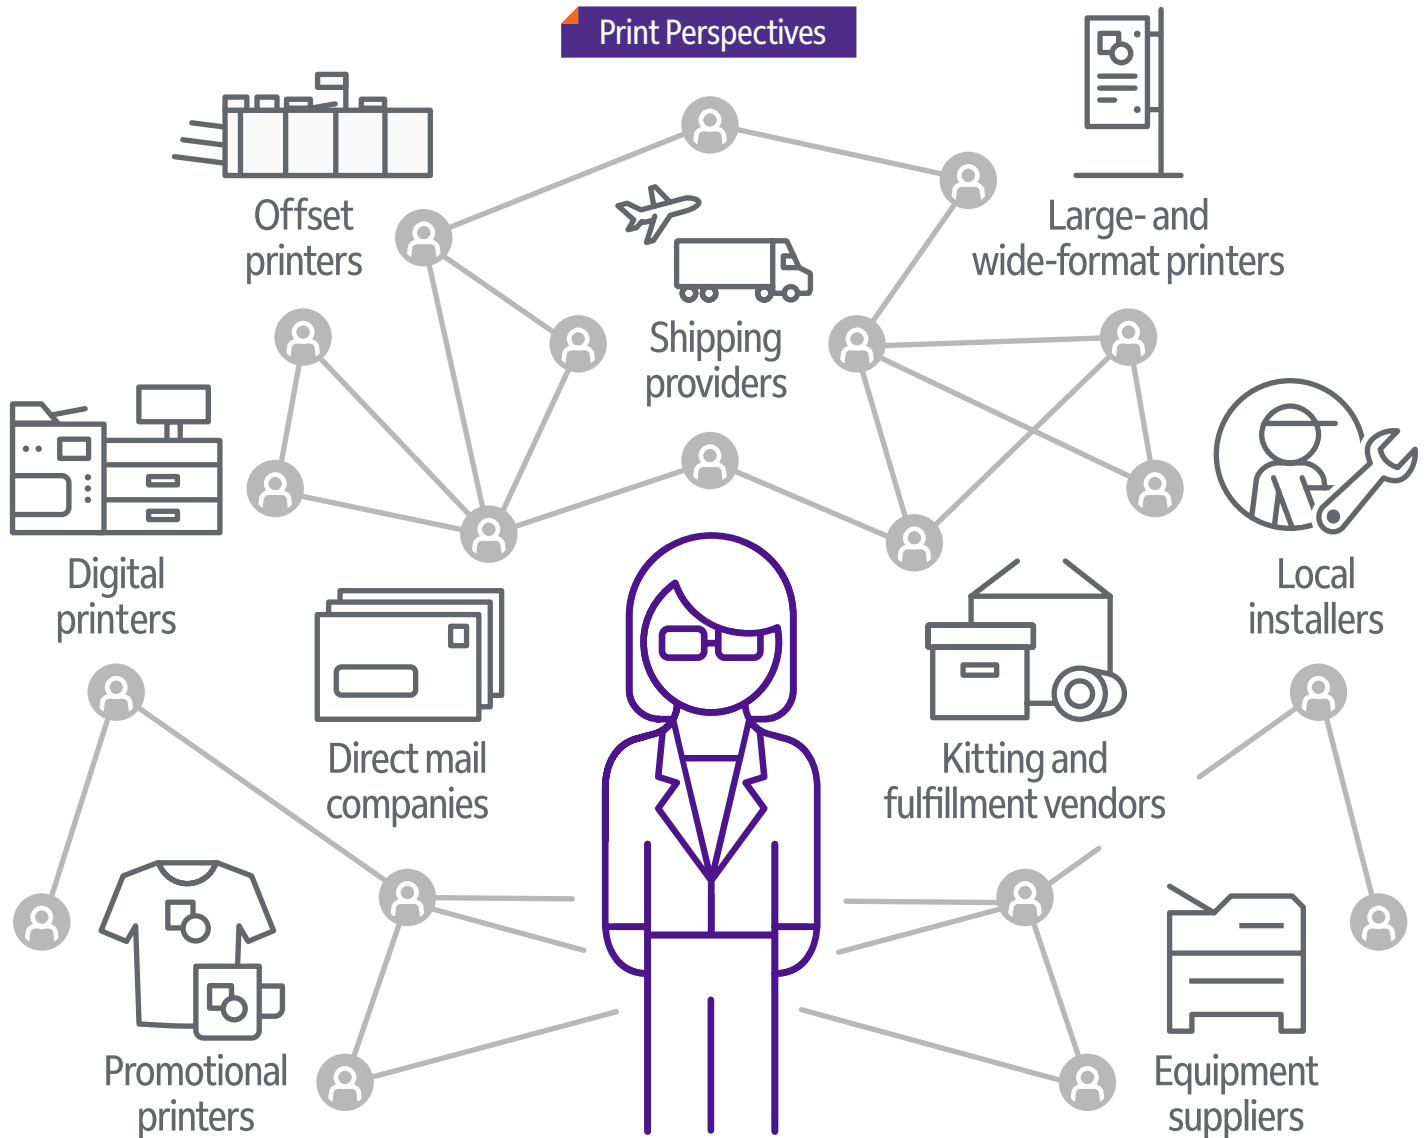 Print Perspectives
Offset
printers
Large- and
wide-format printers
Shipping
providers
Digital
printers
Local
installers
Direct mail
companies
Kitting and
fulfillment vendors
Promotional
printers
Equipment
suppliers